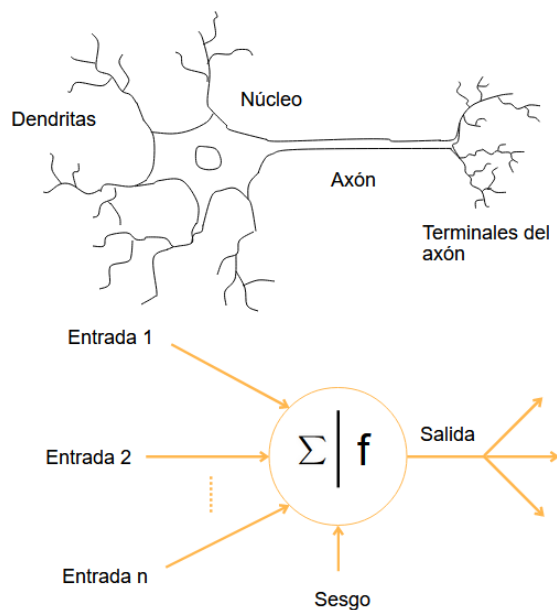 Núcleo
Dendritas
Axón
Terminales del
axón
Entrada 1
Entrada 2
Σ | f
Salida
Entrada n
Sesgo